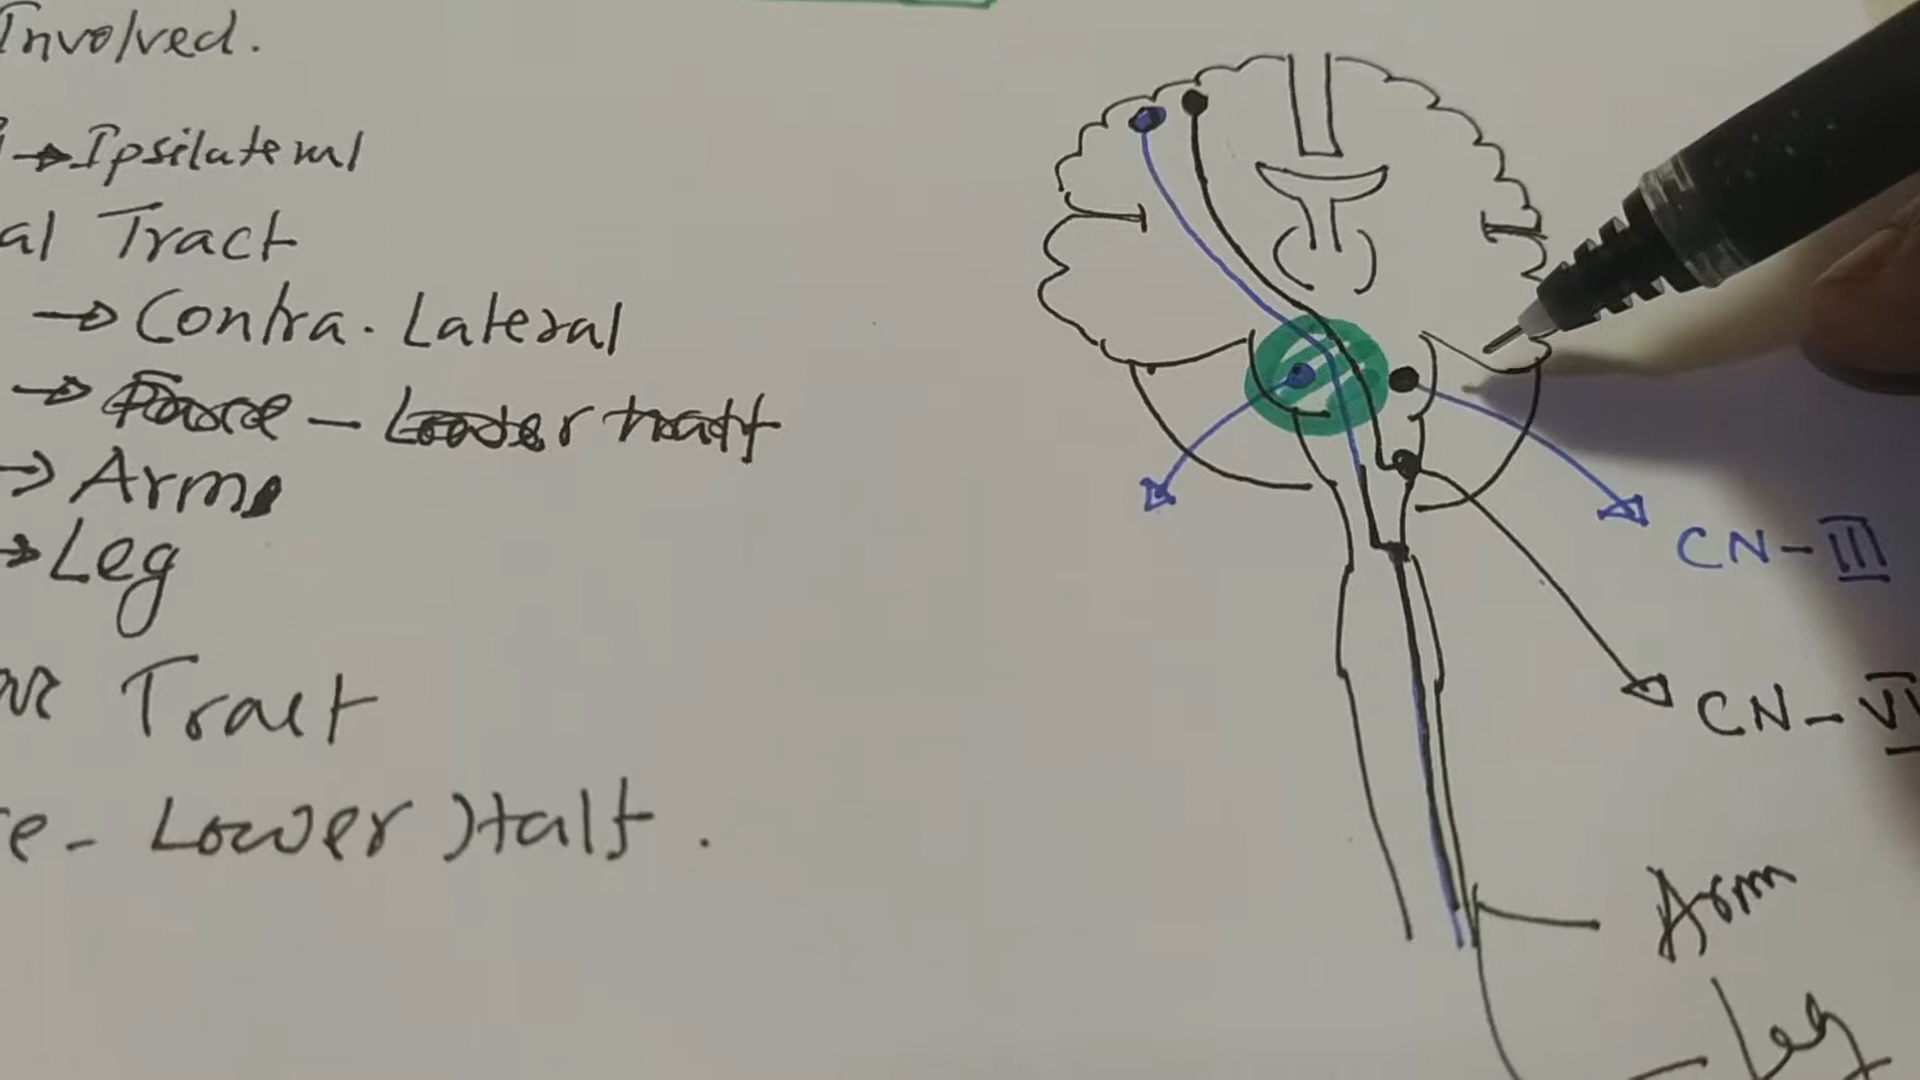 Involved.
→Ipsilateral
al Tract
→Contra. Lateral
→ Face - Lower Half
→Arm
→Leg
Tract
e- Lower Half.
CN-III
CN-VI
Arm
-Leg